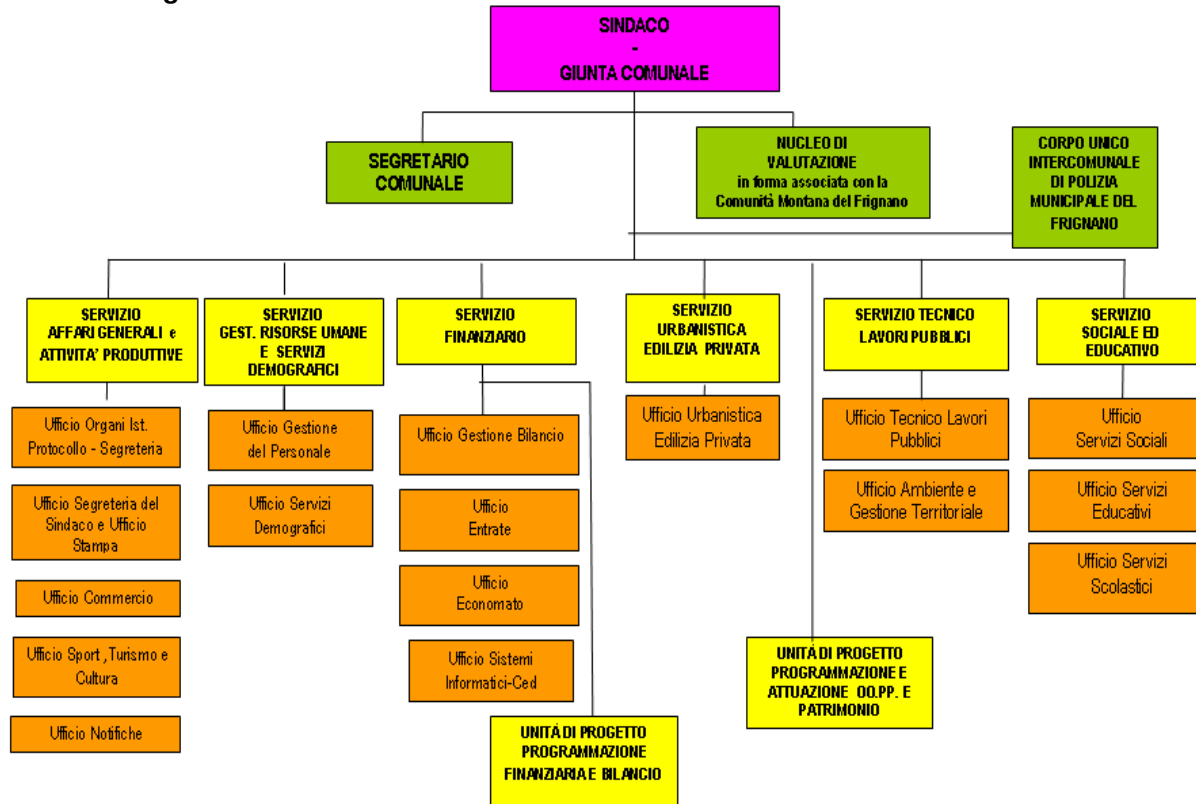 SINDACO
-
GIUNTA COMUNALE
SEGRETARIO
COMUNALE
NUCLEO DI
VALUTAZIONE
in forma associata con la
Comunità Montana del Frignano
CORPO UNICO
INTERCOMUNALE
DI POLIZIA
MUNICIPALE DEL
FRIGNANO
SERVIZIO
AFFARI GENERALI e
ATTIVITA' PRODUTTIVE
SERVIZIO
GEST. RISORSE UMANE
E SERVIZI
DEMOGRAFICI
SERVIZIO
FINANZIARIO
SERVIZIO
URBANISTICA
EDILIZIA PRIVATA
SERVIZIO TECNICO
LAVORI PUBBLICI
SERVIZIO
SOCIALE ED
EDUCATIVO
Ufficio Organi Ist.
Protocollo - Segreteria
Ufficio Segreteria del
Sindaco e Ufficio
Stampa
Ufficio Commercio
Ufficio Sport ,Turismo e
Cultura
Ufficio Notifiche
Ufficio Gestione
del Personale
Ufficio Servizi
Demografici
Ufficio Gestione Bilancio
Ufficio
Entrate
Ufficio
Economato
Ufficio Sistemi
Informatici-Ced
UNITÀ DI PROGETTO
PROGRAMMAZIONE
FINANZIARIA E BILANCIO
Ufficio Urbanistica
Edilizia Privata
UNITÀ DI PROGETTO
PROGRAMMAZIONE E
ATTUAZIONE OO.PP. E
PATRIMONIO
Ufficio Tecnico Lavori
Pubblici
Ufficio Ambiente e
Gestione Territoriale
Ufficio
Servizi Sociali
Ufficio Servizi
Educativi
Ufficio Servizi
Scolastici